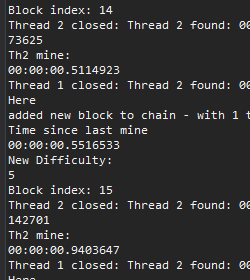 Block index: 14
Thread 2 closed: Thread 2 found: 00
73625
Th2 mine:
00:00:00.5114923
Thread 1 closed: Thread 2 found: 00
Here
added new block to chain - with 1 t
Time since last mine
00:00:00.5516533
New Difficulty:
5
Block index: 15
Thread 2 closed: Thread 2 found: 00
142701
Th2 mine:
00:00:00.9403647
Thread 1 closed: Thread 2 found: 00
Here